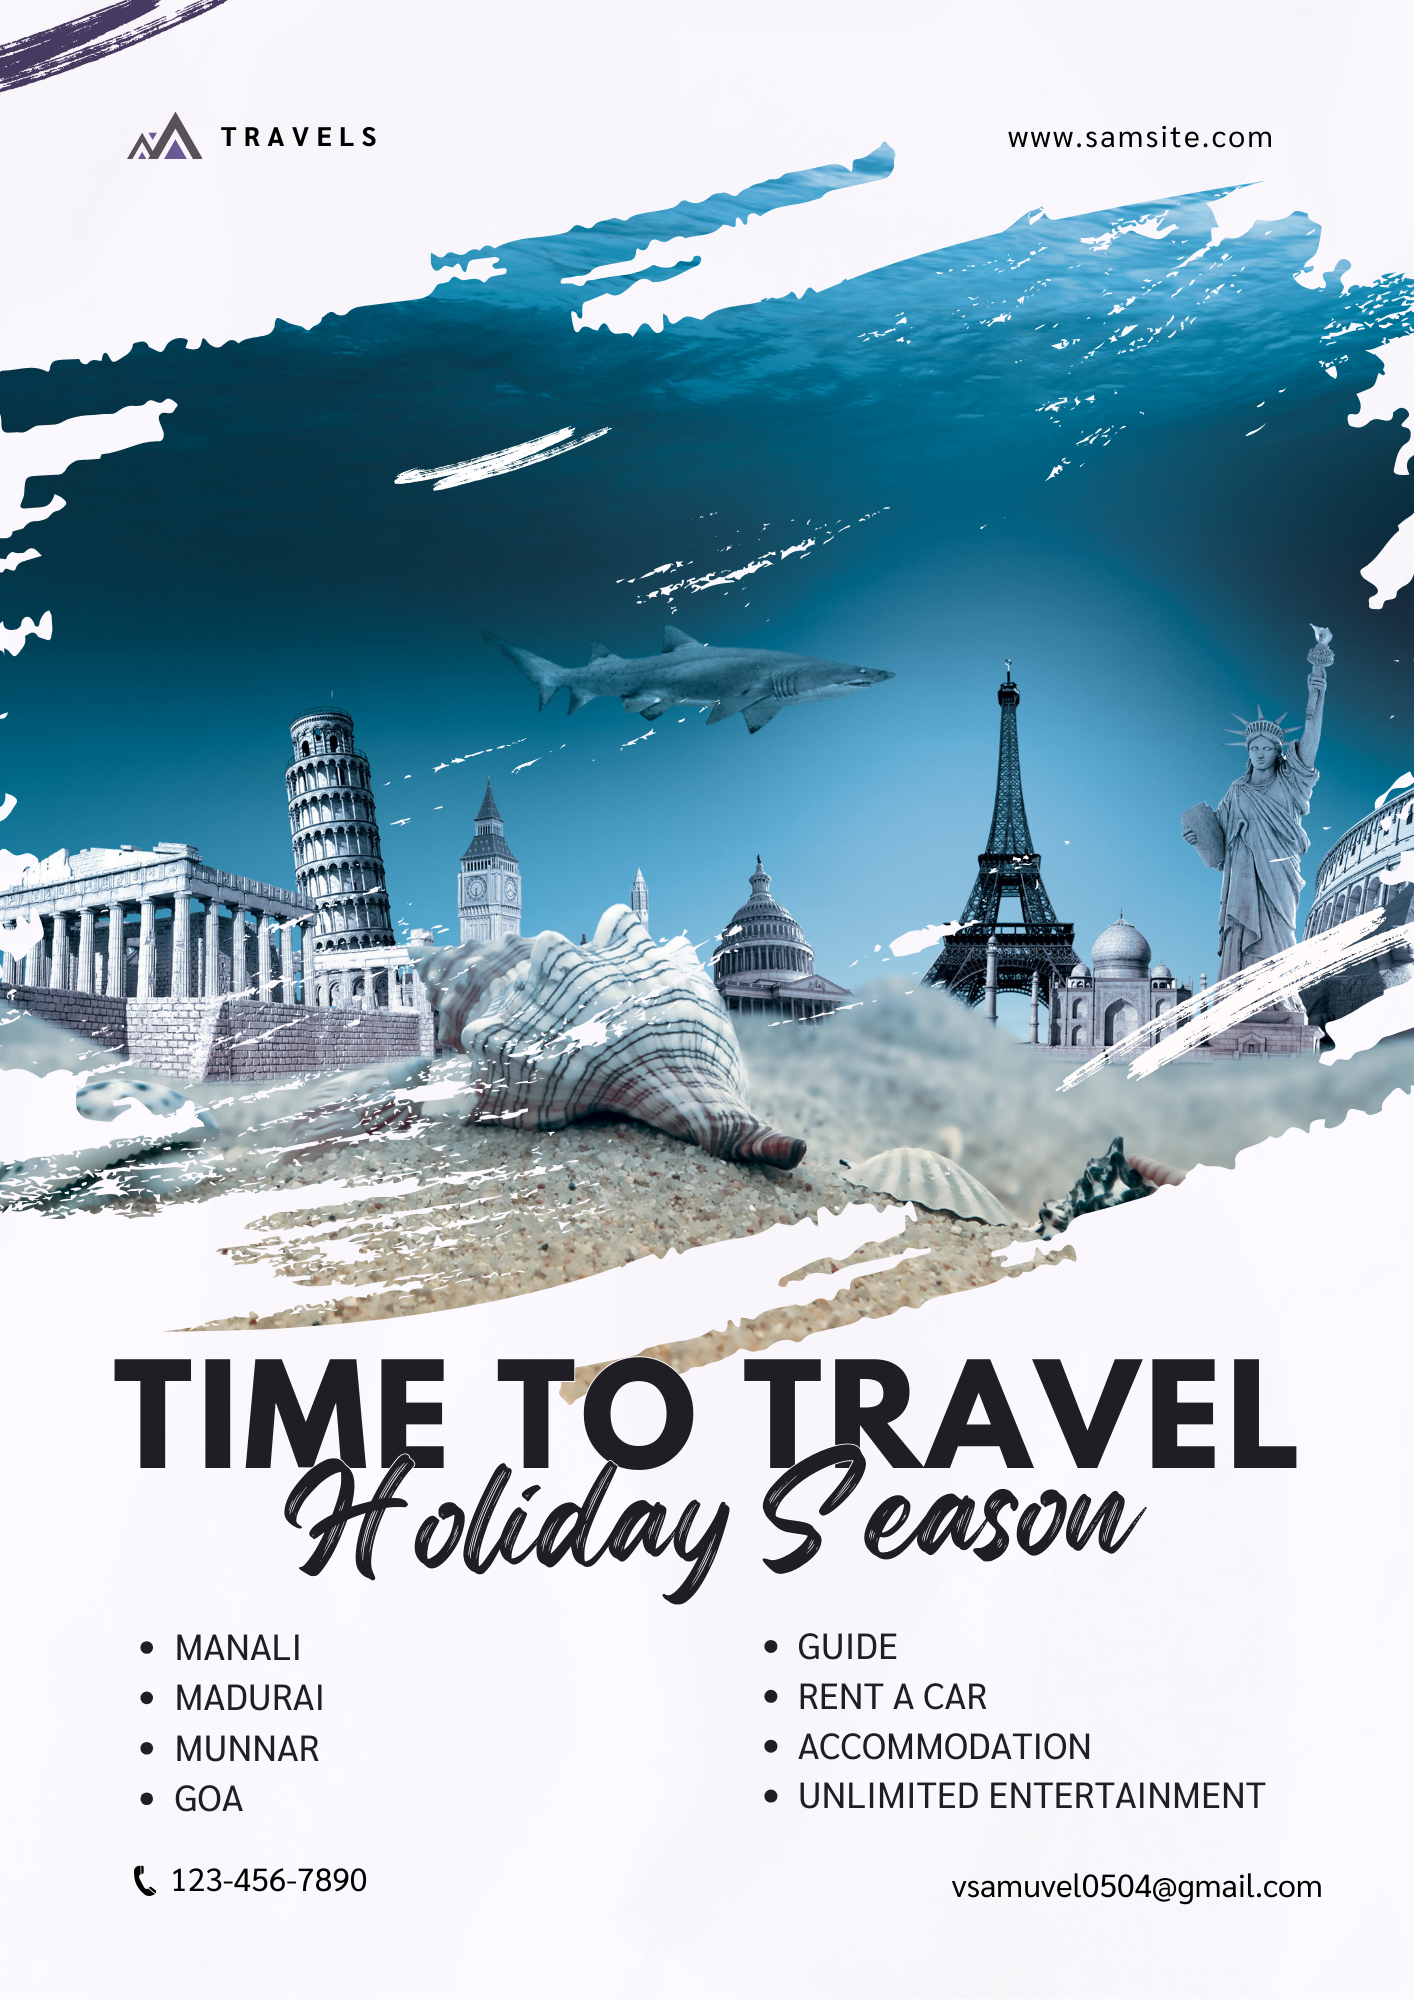 TRAVELS
www.samsite.com
TIME TO TRAVEL
Holiday Season
• MANALI
• MADURAI
• MUNNAR
• GOA
• GUIDE
• RENT A CAR
• ACCOMMODATION
• UNLIMITED ENTERTAINMENT
123-456-7890
vsamuvel0504@gmail.com